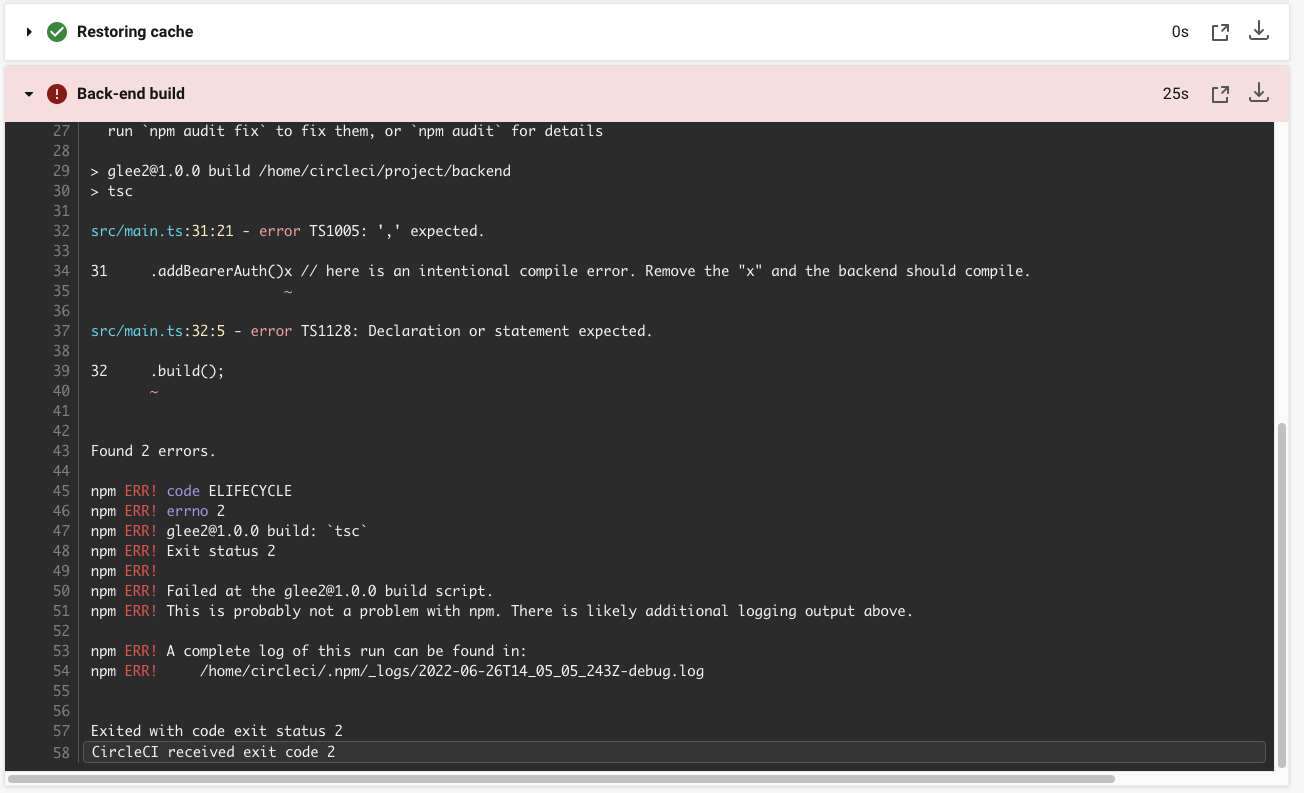 Restoring cache 0s
Back-end build 25s
27 run `npm audit fix` to fix them, or `npm audit` for details
28
29 > glee2@1.0.0 build /home/circleci/project/backend
30 > tsc
31
32 src/main.ts:31:21 - error TS1005: ',' expected.
33
34 31     .addBearerAuth()x // here is an intentional compile error. Remove the "x" and the backend should compile.
35                        ~
36
37 src/main.ts:32:5 - error TS1128: Declaration or statement expected.
38
39 32     .build();
40        ~
41
42
43 Found 2 errors.
44
45 npm ERR! code ELIFECYCLE
46 npm ERR! errno 2
47 npm ERR! glee2@1.0.0 build: `tsc`
48 npm ERR! Exit status 2
49 npm ERR!
50 npm ERR! Failed at the glee2@1.0.0 build script.
51 npm ERR! This is probably not a problem with npm. There is likely additional logging output above.
52
53 npm ERR! A complete log of this run can be found in:
54 npm ERR!     /home/circleci/.npm/_logs/2022-06-26T14_05_05_243Z-debug.log
55
56
57 Exited with code exit status 2
58 CircleCI received exit code 2